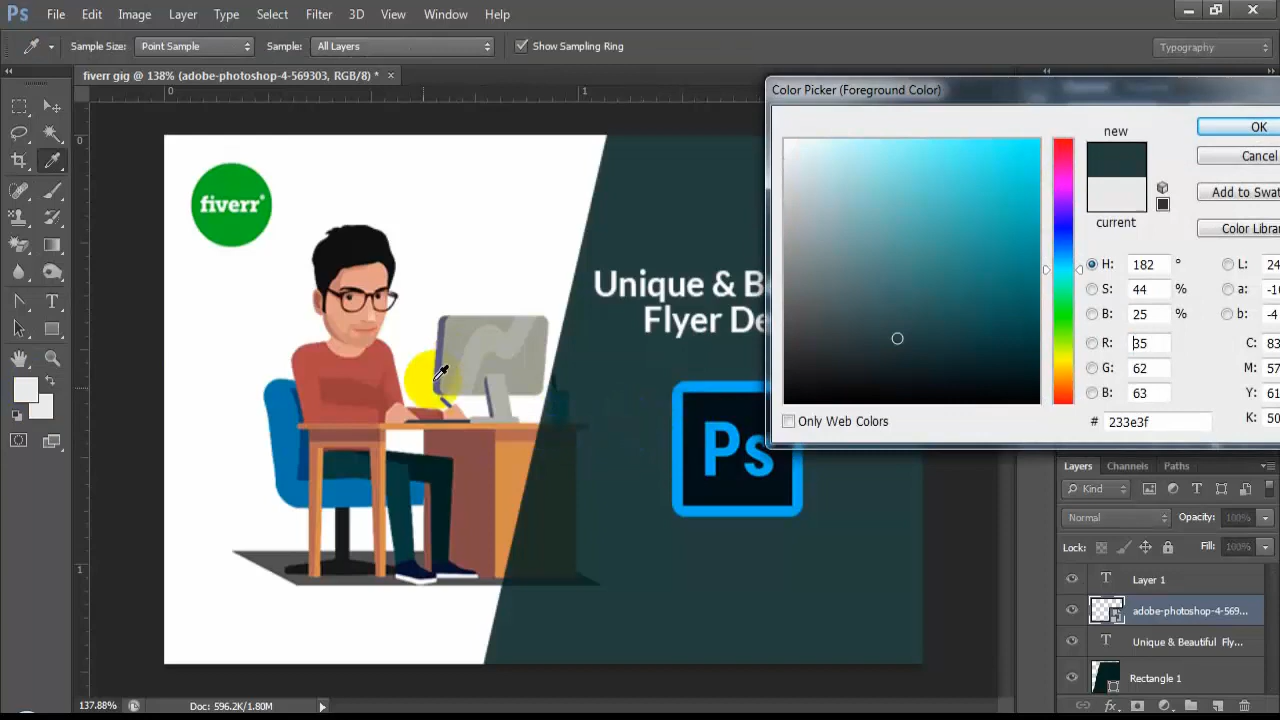 Ps File Edit Image Layer Type Select Filter 3D View Window Help
Sample Size: Point Sample Sample: All Layers Show Sampling Ring Typography
fiverr gig @ 138% (adobe-photoshop-4-569303, RGB/8) * ×
Color Picker (Foreground Color)
0 1
0
1
new
OK
Cancel
Add to Swat
current
Color Librar
H: 182 ° L: 24
S: 44 % a: -10
B: 25 % b: -4
R: 35 C: 83
G: 62 M: 57
B: 63 Y: 61
# 233e3f K: 50
Only Web Colors
fiverr®
Unique & B
Flyer De
Ps
Layers Channels Paths
Kind
Normal Opacity: 100%
Lock: Fill: 100%
Layer 1
adobe-photoshop-4-569...
Unique & Beautiful Fly...
Rectangle 1
137.88% Doc: 596.2K/1.80M